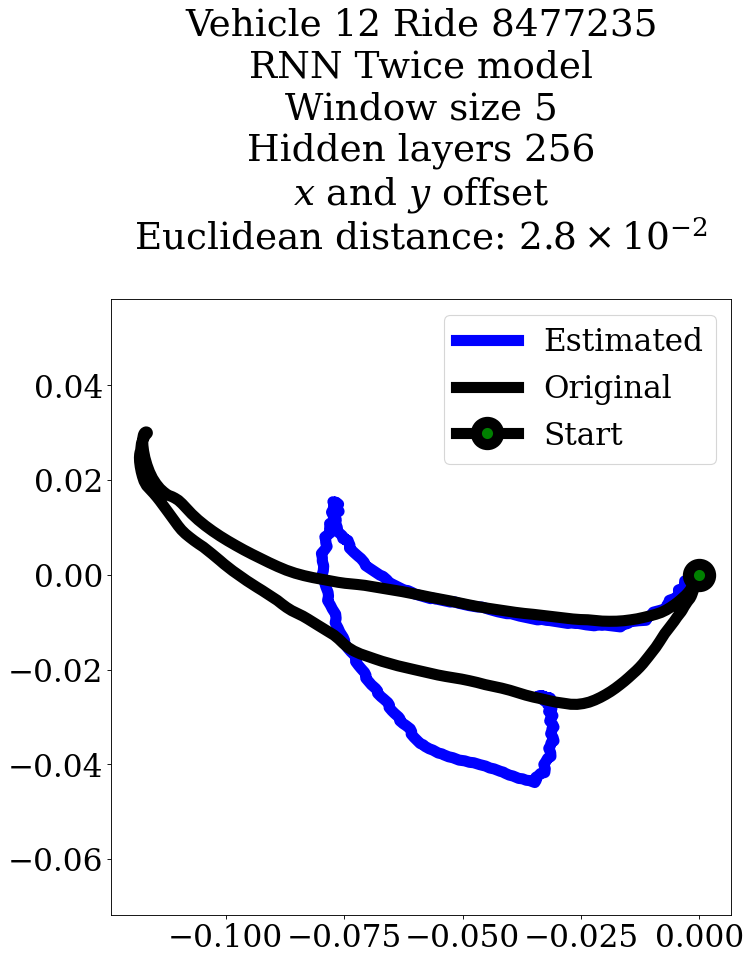 Vehicle 12 Ride 8477235
RNN Twice model
Window size 5
Hidden layers 256
x and y offset
Euclidean distance: 2.8 × 10⁻²
Estimated
Original
Start
0.04
0.02
0.00
−0.02
−0.04
−0.06
−0.100 −0.075 −0.050 −0.025 0.000